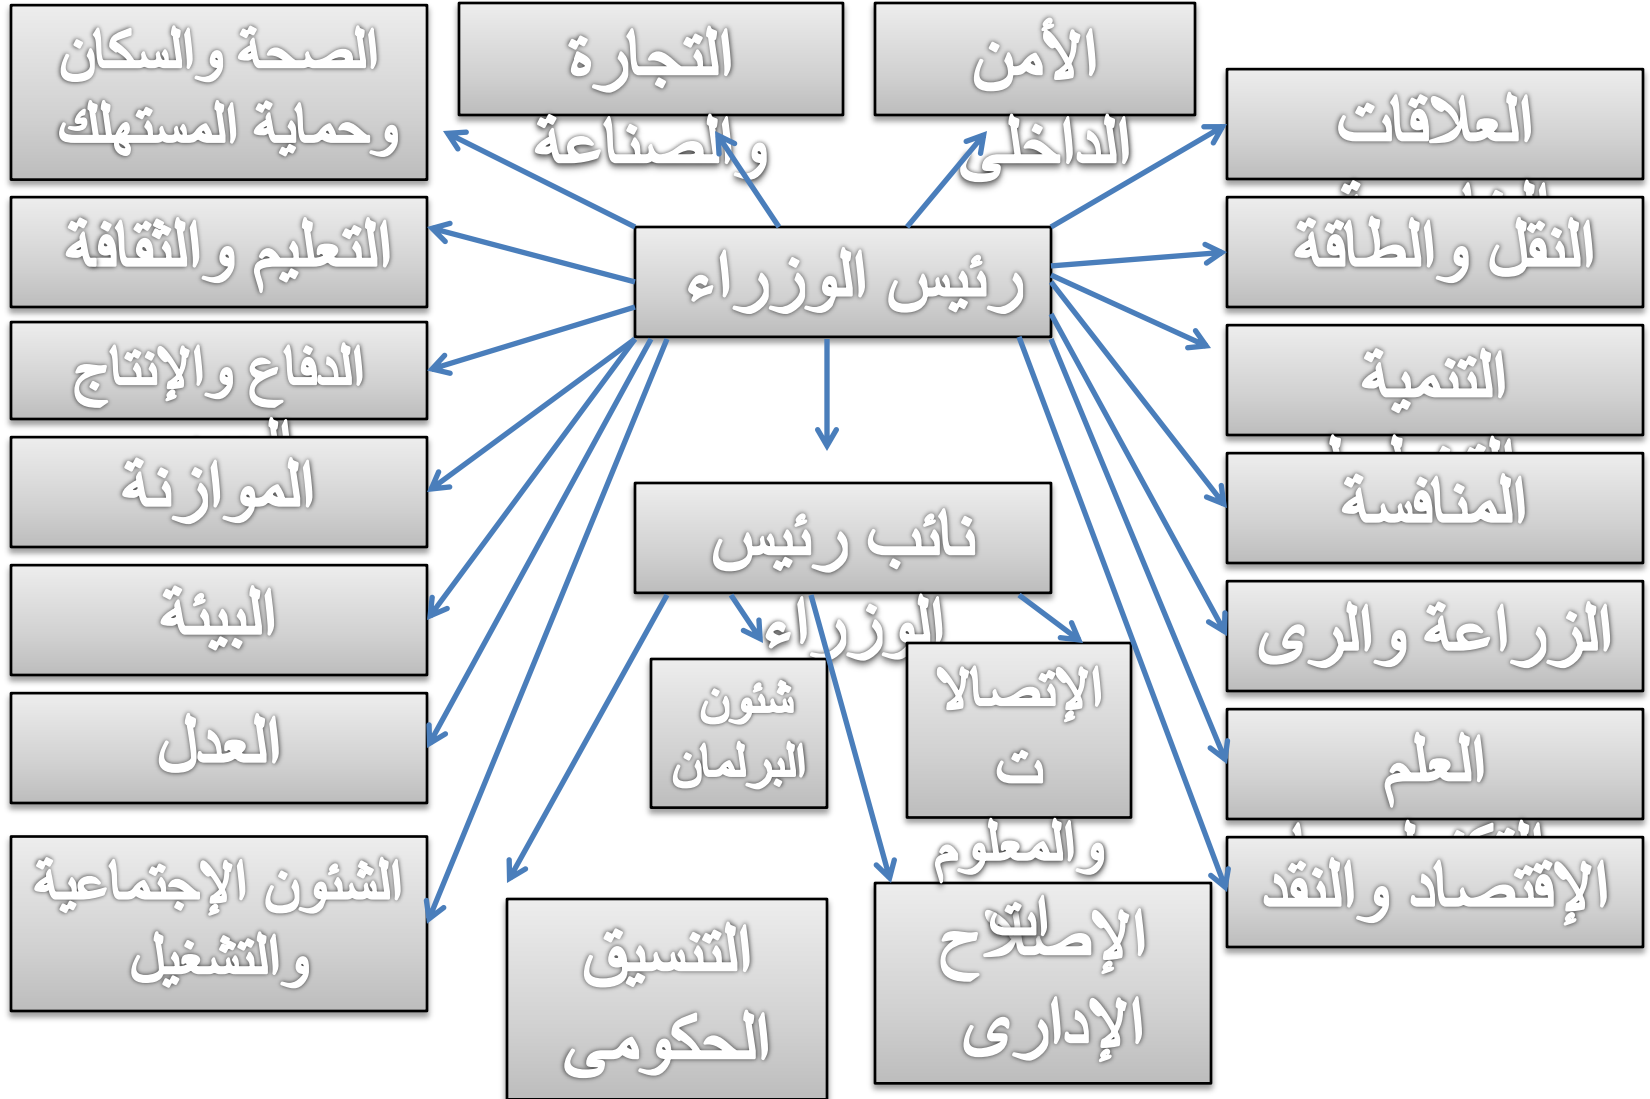 الأمن
الداخلى
التجارة
والصناعة
الصحة والسكان
وحماية المستهلك
العلاقات
النقل والطاقة
التعليم والثقافة
رئيس الوزراء
التنمية
الدفاع والإنتاج
المنافسة
الموازنة
نائب رئيس
الوزراء
الزراعة والرى
البيئة
الإتصالا
ت
والمعلوم
ات
شئون
البرلمان
العلم
العدل
الإقتصاد والنقد
الشئون الإجتماعية
والتشغيل
الإصلاح
الإدارى
التنسيق
الحكومى